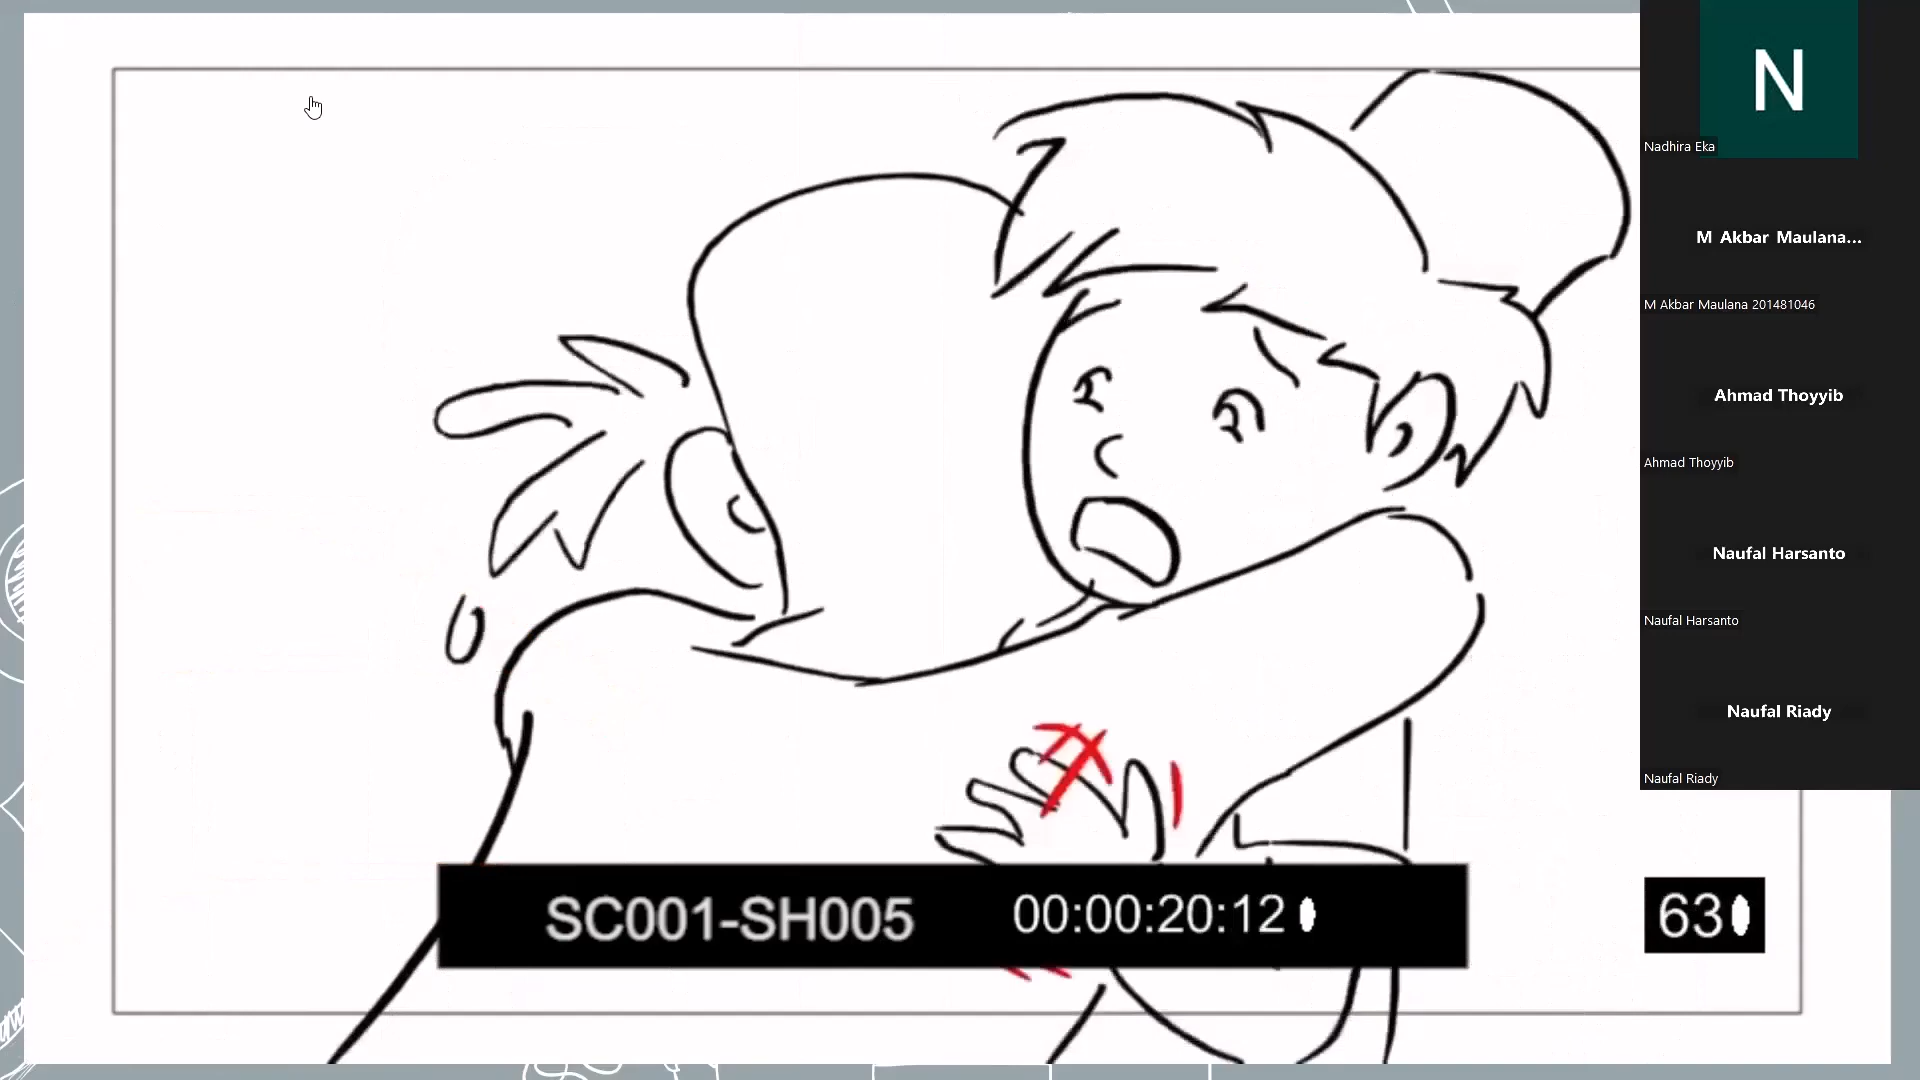 N
Nadhira Eka
M Akbar Maulana...
M Akbar Maulana 201481046
Ahmad Thoyyib
Ahmad Thoyyib
Naufal Harsanto
Naufal Harsanto
Naufal Riady
Naufal Riady
SC001-SH005 00:00:20:12
63